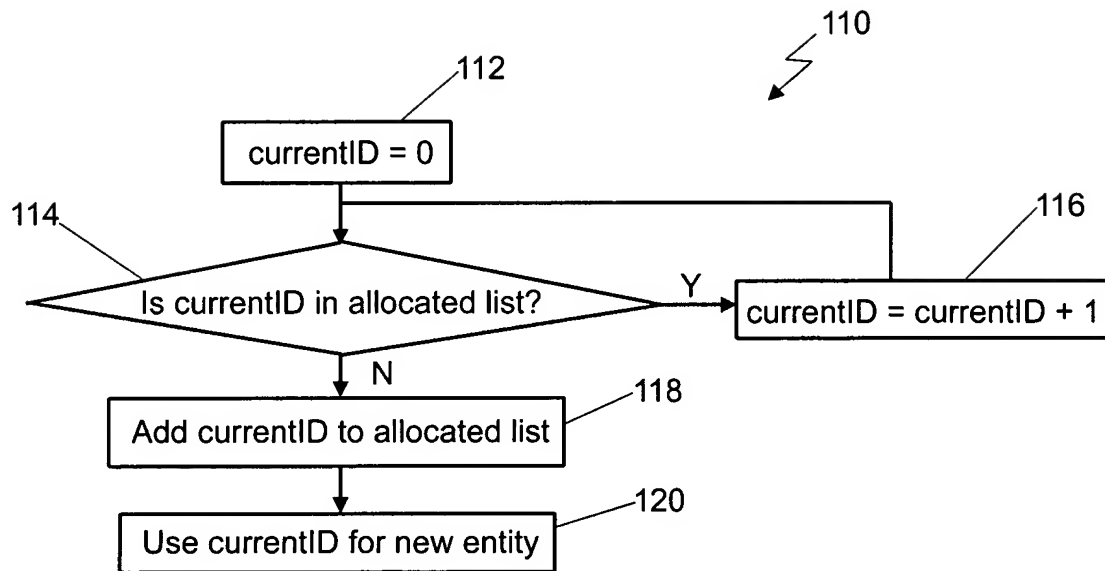 110
112
currentID = 0
114
116
Is currentID in allocated list?
Y
currentID = currentID + 1
N
118
Add currentID to allocated list
120
Use currentID for new entity